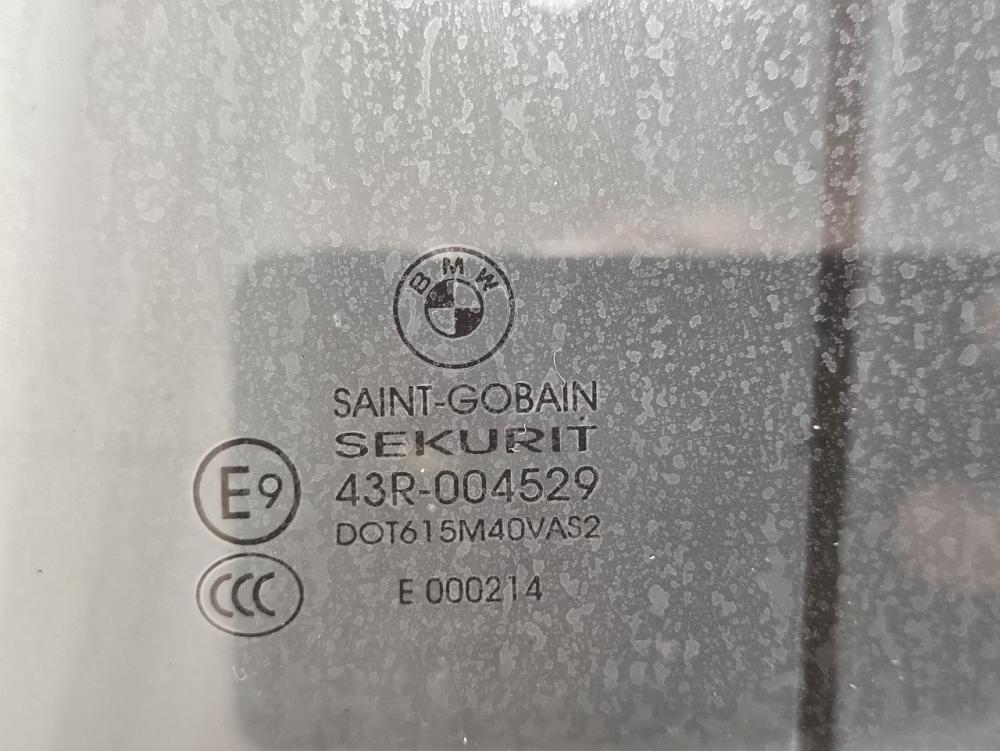 BMW
SAINT-GOBAIN
SEKURIT
E9
43R-004529
DOT615M40VAS2
CCC
E 000214